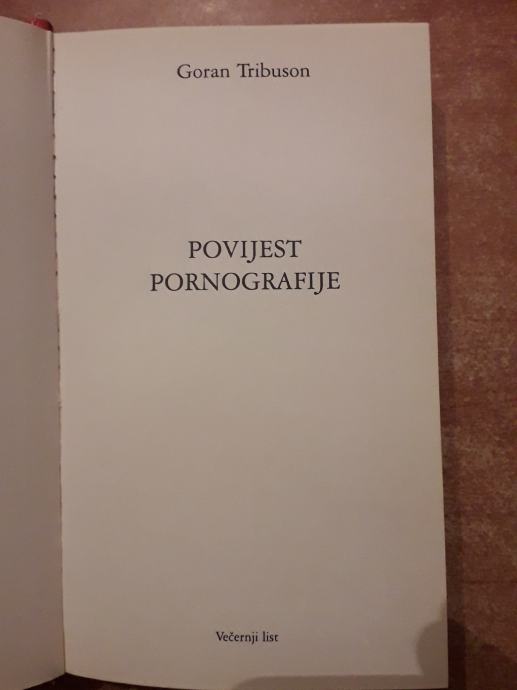 Goran Tribuson
POVIJEST
PORNOGRAFIJE
Večernji list